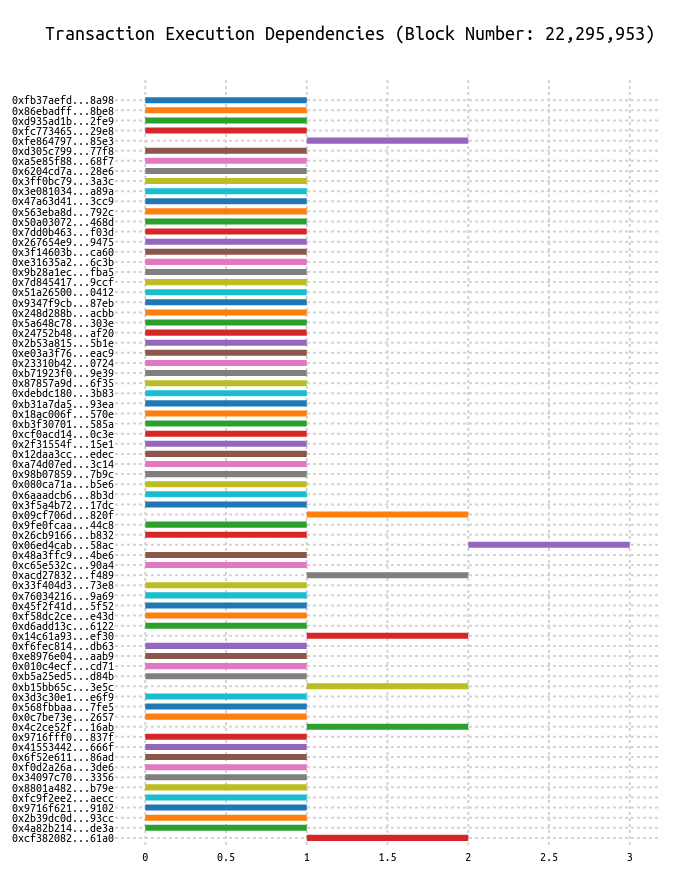 Transaction Execution Dependencies (Block Number: 22,295,953)
0xfb37aefd...8a98
0x86ebadff...8be8
0xd935ad1b...2fe9
0xfc773465...29e8
0xfe864797...85e3
0xd305c799...77f8
0xa5e85f88...68f7
0x6204cd7a...28e6
0x3ff0bc79...3a3c
0x3e081034...a89a
0x47a63d41...3cc9
0x563eba8d...792c
0x50a03072...468d
0x7dd0b463...f03d
0x267654e9...9475
0x3f14603b...ca60
0xe31635a2...6c3b
0x9b28a1ec...fba5
0x7d845417...9ccf
0x51a26500...0412
0x9347f9cb...87eb
0x248d288b...acbb
0x5a648c78...303e
0x24752b48...af20
0x2b53a815...5b1e
0xe03a3f76...eac9
0x23310b42...0724
0xb71923f0...9e39
0x87857a9d...6f35
0xdebdc180...3b83
0xb31a7da5...93ea
0x18ac006f...570e
0xb3f30701...585a
0xcf0acd14...0c3e
0x2f31554f...15e1
0x12daa3cc...edec
0xa74d07ed...3c14
0x98b07859...7b9c
0x080ca71a...b5e6
0x6aaadcb6...8b3d
0x3f5a4b72...17dc
0x09cf706d...820f
0x9fe0fcaa...44c8
0x26cb9166...b832
0x06ed4cab...58ac
0x48a3ffc9...4be6
0xc65e532c...90a4
0xacd27832...f489
0x33f404d3...73e8
0x76034216...9a69
0x45f2f41d...5f52
0xf58dc2ce...e43d
0xd6add13c...6122
0x14c61a93...ef30
0xf6fec814...db63
0xe8976e04...aab9
0x010c4ecf...cd71
0xb5a25ed5...d84b
0xb15bb65c...3e5c
0x3d3c30e1...e6f9
0x568fbbaa...7fe5
0x0c7be73e...2657
0x4c2ce52f...16ab
0x9716fff0...837f
0x41553442...666f
0x6f52e611...86ad
0xf0d2a26a...3de6
0x34097c70...3356
0x8801a482...b79e
0xfc9f2ee2...aecc
0x9716f621...9102
0x2b39dc0d...93cc
0x4a82b214...de3a
0xcf382082...61a0
0 0.5 1 1.5 2 2.5 3